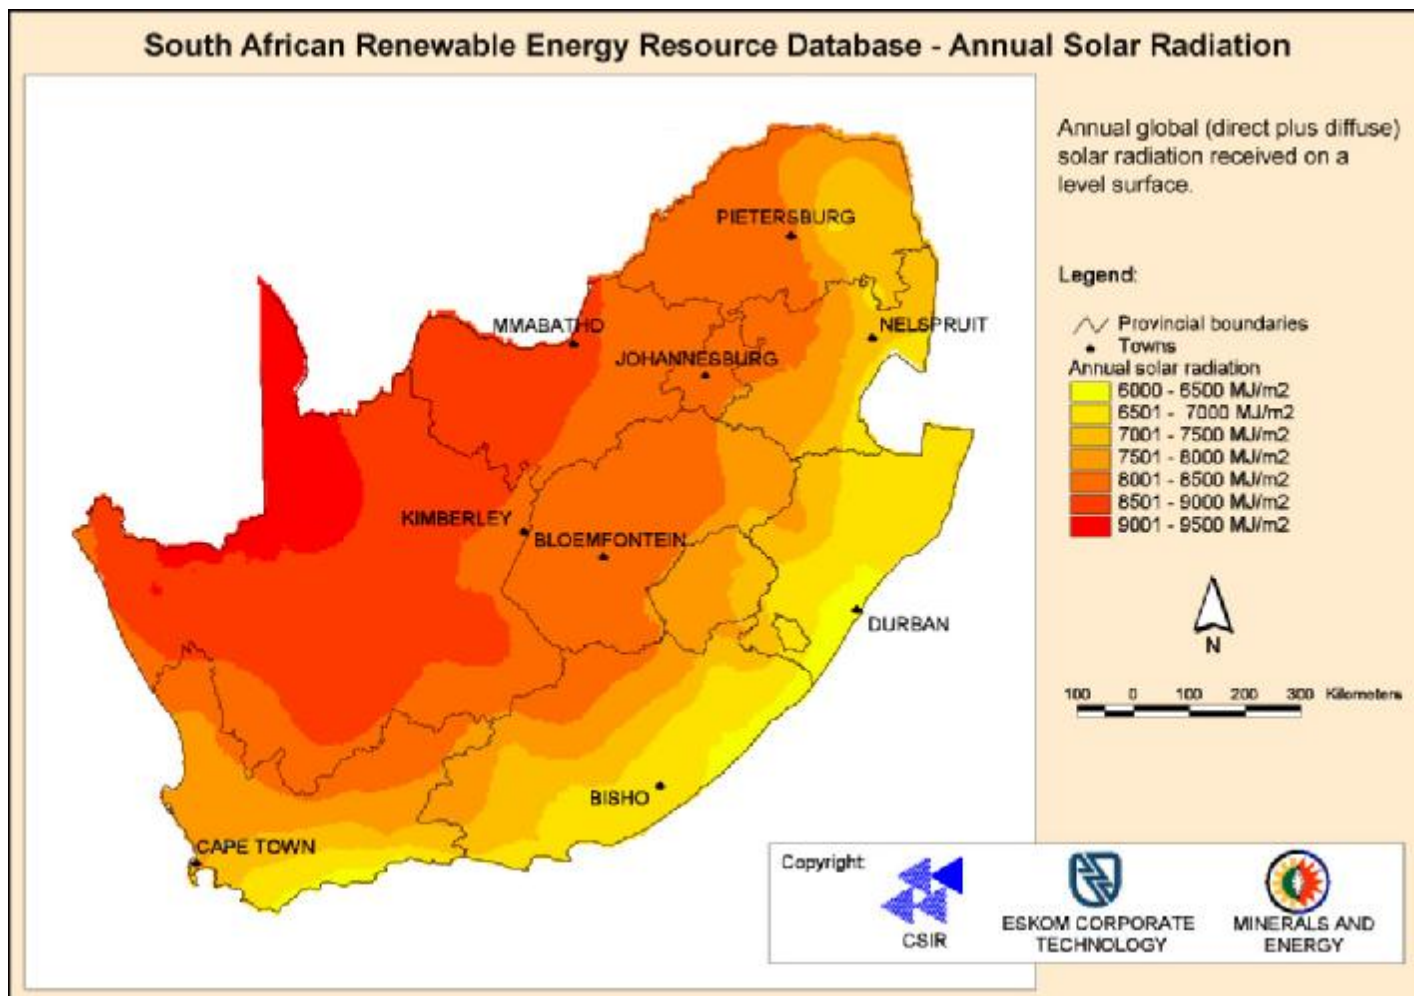 South African Renewable Energy Resource Database - Annual Solar Radiation
Annual global (direct plus diffuse)
solar radiation received on a
level surface.
Legend:
Provincial boundaries
Towns
Annual solar radiation
6000 - 6500 MJ/m2
6501 - 7000 MJ/m2
7001 - 7500 MJ/m2
7501 - 8000 MJ/m2
8001 - 8500 MJ/m2
8501 - 9000 MJ/m2
9001 - 9500 MJ/m2
N
100 0 100 200 300 Kilometers
PIETERSBURG
MMABATHO
NELSPRUIT
JOHANNESBURG
KIMBERLEY
BLOEMFONTEIN
DURBAN
BISHO
CAPE TOWN
Copyright:
CSIR
ESKOM CORPORATE
TECHNOLOGY
MINERALS AND
ENERGY